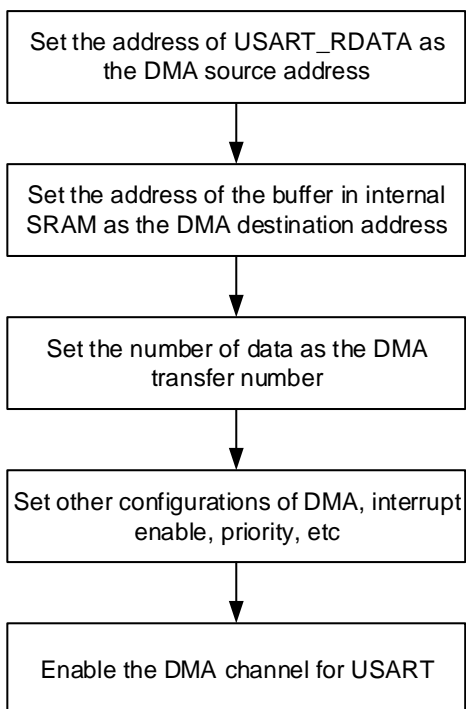 Set the address of USART_RDATA as
the DMA source address
Set the address of the buffer in internal
SRAM as the DMA destination address
Set the number of data as the DMA
transfer number
Set other configurations of DMA, interrupt
enable, priority, etc
Enable the DMA channel for USART